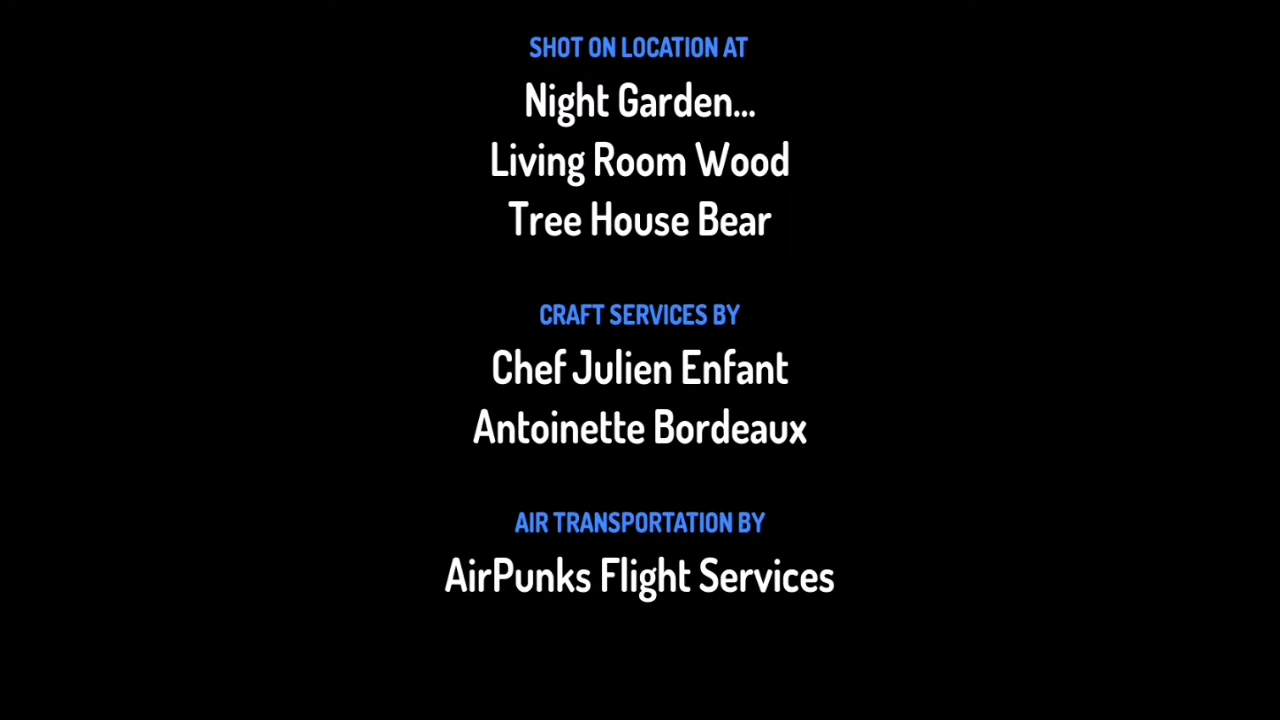 SHOT ON LOCATION AT
Night Garden...
Living Room Wood
Tree House Bear
CRAFT SERVICES BY
Chef Julien Enfant
Antoinette Bordeaux
AIR TRANSPORTATION BY
AirPunks Flight Services